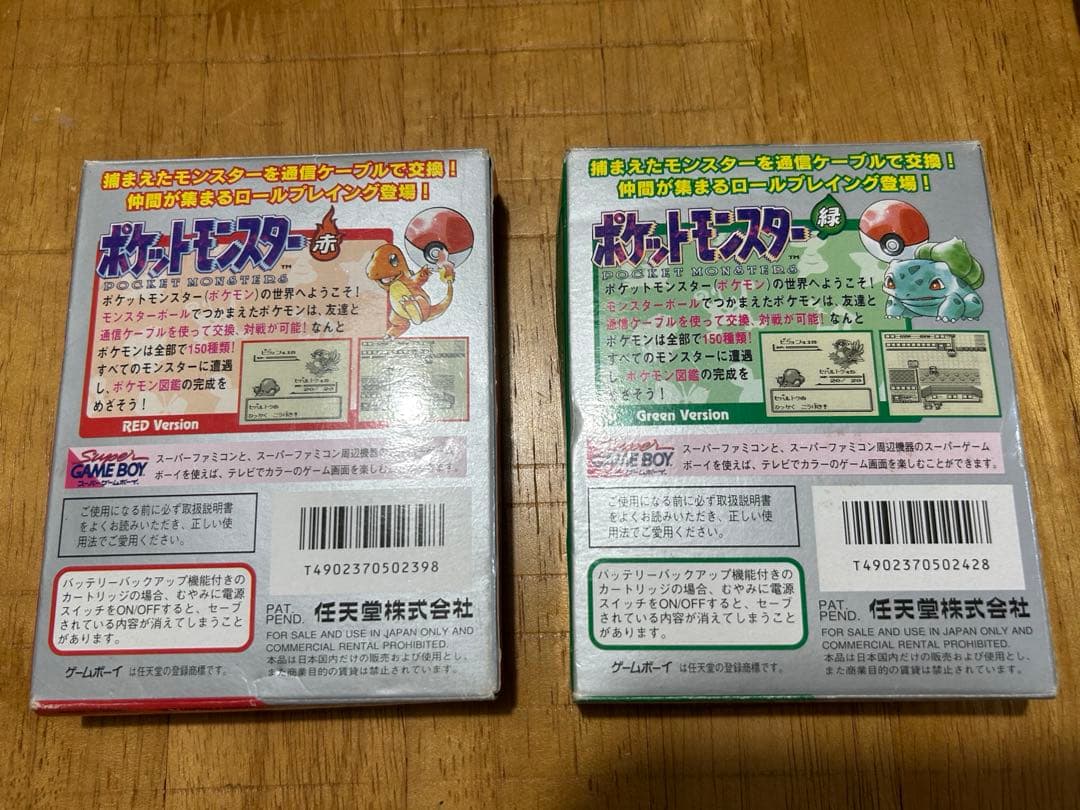 捕まえたモンスターを通信ケーブルで交換！
仲間が集まるロールプレイング登場！
ポケットモンスター 赤
TM
POCKET MONSTERS
ポケットモンスター（ポケモン）の世界へようこそ！
モンスターボールでつかまえたポケモンは、友達と
通信ケーブルを使って交換、対戦が可能！なんと
ポケモンは全部で150種類！
すべてのモンスターに遭遇
し、ポケモン図鑑の完成を
めざそう！
RED Version
Super
GAME BOY
スーパーゲームボーイ
スーパーファミコンと、スーパーファミコン周辺機器のスーパーゲーム
ボーイを使えば、テレビでカラーのゲーム画面を楽しむことができます。
ご使用になる前に必ず取扱説明書
をよくお読みいただき、正しい使
用法でご愛用ください。
T4902370502398
バッテリーバックアップ機能付きの
カートリッジの場合、むやみに電源
スイッチをON/OFFすると、セーブ
されている内容が消えてしまうこと
があります。
PAT.
PEND.
任天堂株式会社
FOR SALE AND USE IN JAPAN ONLY AND
COMMERCIAL RENTAL PROHIBITED.
本品は日本国内だけの販売および使用とし、
また商業目的の賃貸は禁止されています。
ゲームボーイ は任天堂の登録商標です。
捕まえたモンスターを通信ケーブルで交換！
仲間が集まるロールプレイング登場！
ポケットモンスター 緑
TM
POCKET MONSTERS
ポケットモンスター（ポケモン）の世界へようこそ！
モンスターボールでつかまえたポケモンは、友達と
通信ケーブルを使って交換、対戦が可能！なんと
ポケモンは全部で150種類！
すべてのモンスターに遭遇
し、ポケモン図鑑の完成を
めざそう！
Green Version
Super
GAME BOY
スーパーゲームボーイ
スーパーファミコンと、スーパーファミコン周辺機器のスーパーゲーム
ボーイを使えば、テレビでカラーのゲーム画面を楽しむことができます。
ご使用になる前に必ず取扱説明書
をよくお読みいただき、正しい使
用法でご愛用ください。
T4902370502428
バッテリーバックアップ機能付きの
カートリッジの場合、むやみに電源
スイッチをON/OFFすると、セーブ
されている内容が消えてしまうこと
があります。
PAT.
PEND.
任天堂株式会社
FOR SALE AND USE IN JAPAN ONLY AND
COMMERCIAL RENTAL PROHIBITED.
本品は日本国内だけの販売および使用とし、
また商業目的の賃貸は禁止されています。
ゲームボーイ は任天堂の登録商標です。